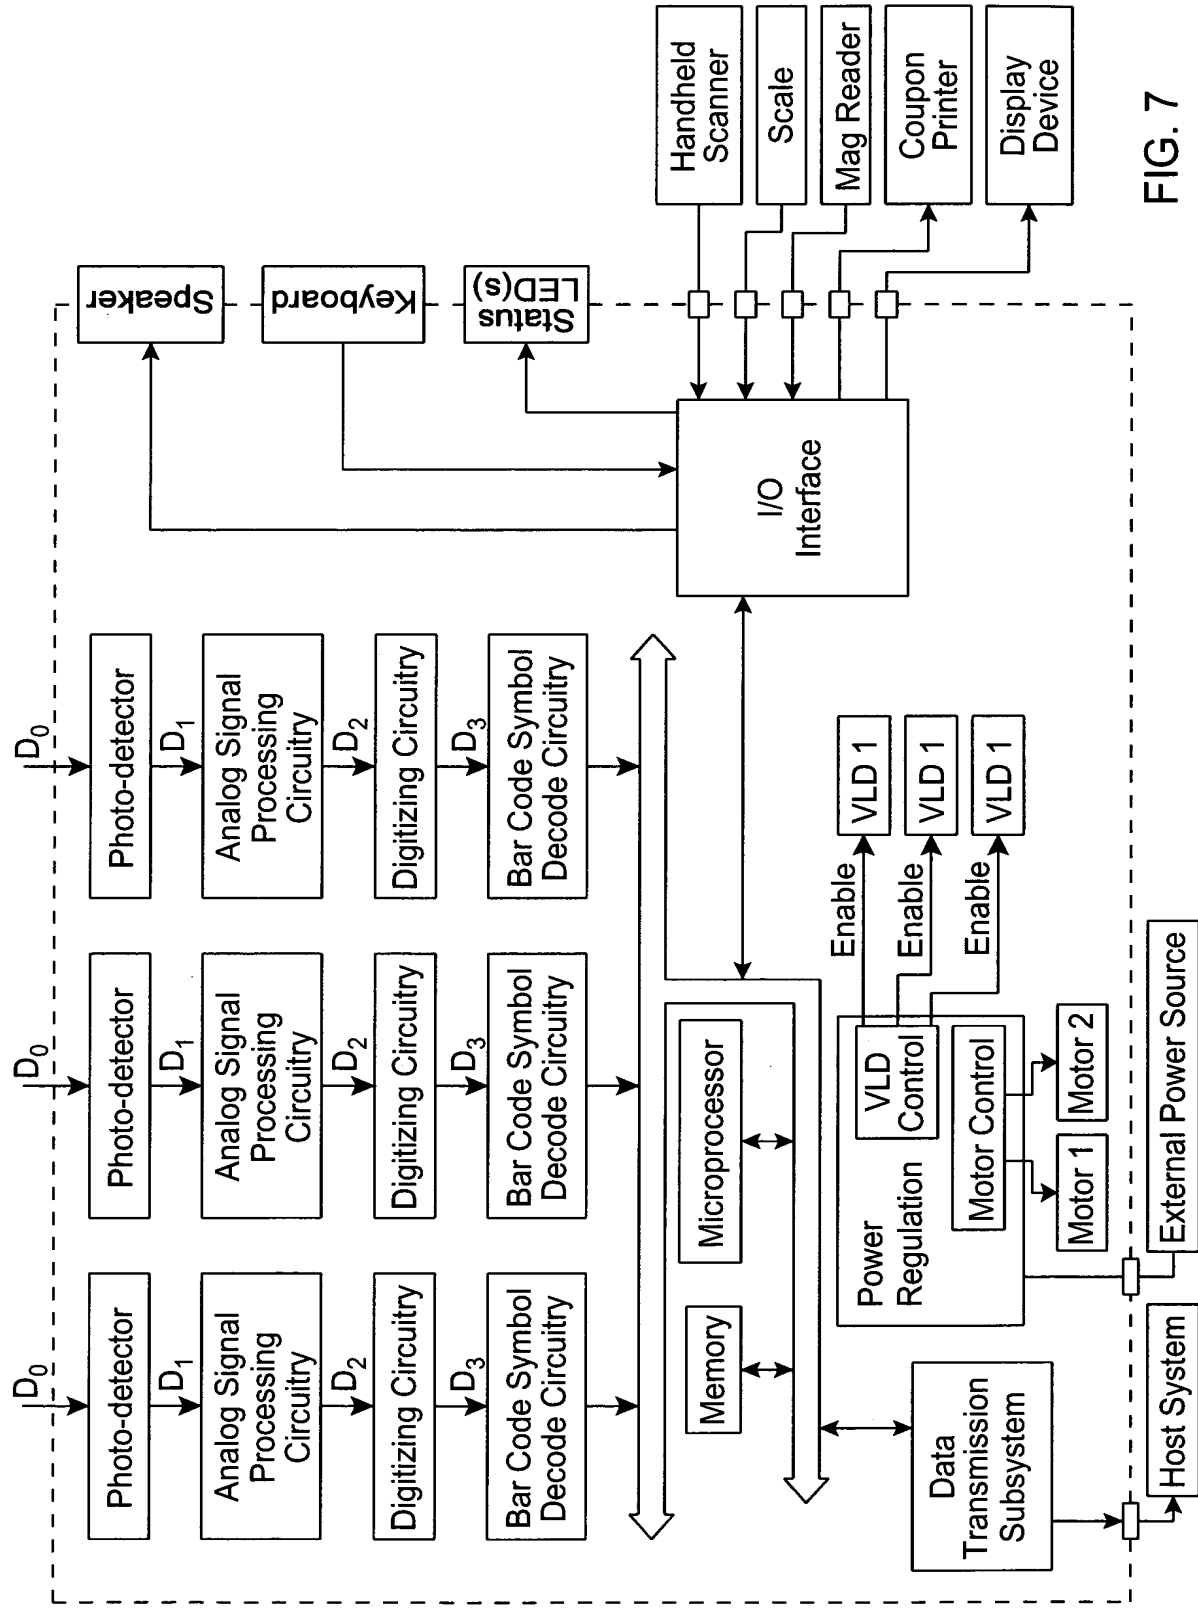 D0
D0
D0
Photo-detector
Photo-detector
Photo-detector
D1
D1
D1
Analog Signal
Processing
Circuitry
Analog Signal
Processing
Circuitry
Analog Signal
Processing
Circuitry
D2
D2
D2
Digitizing Circuitry
Digitizing Circuitry
Digitizing Circuitry
D3
D3
D3
Bar Code Symbol
Decode Circuitry
Bar Code Symbol
Decode Circuitry
Bar Code Symbol
Decode Circuitry
Speaker
Keyboard
Status
LED(s)
Memory
Microprocessor
I/O
Interface
Handheld
Scanner
Scale
Mag Reader
Coupon
Printer
Display
Device
Data
Transmission
Subsystem
Power
Regulation
VLD
Control
Motor Control
Enable
Enable
Enable
VLD 1
VLD 1
VLD 1
Motor 1
Motor 2
Host System
External Power Source
FIG. 7